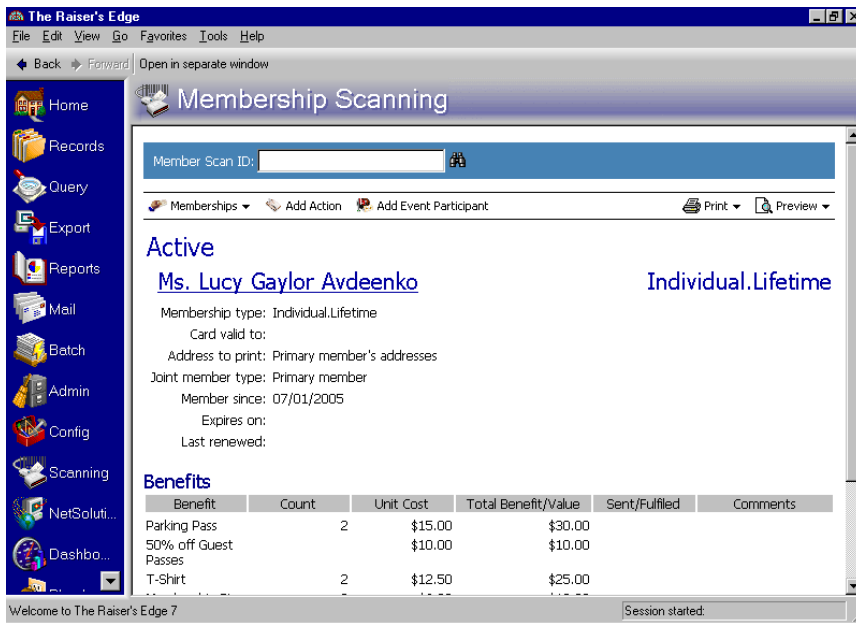 The Raiser's Edge
File Edit View Go Favorites Tools Help
Back Forward Open in separate window
Home
Records
Query
Export
Reports
Mail
Batch
Admin
Config
Scanning
NetSoluti...
Dashbo...
Membership Scanning
Member Scan ID:
Memberships Add Action Add Event Participant Print Preview
Active
Ms. Lucy Gaylor Avdeenko Individual.Lifetime
Membership type: Individual.Lifetime
Card valid to:
Address to print: Primary member's addresses
Joint member type: Primary member
Member since: 07/01/2005
Expires on:
Last renewed:
Benefits
Benefit Count Unit Cost Total Benefit/Value Sent/Fulfiled Comments
Parking Pass 2 $15.00 $30.00
50% off Guest $10.00 $10.00
Passes
T-Shirt 2 $12.50 $25.00
Welcome to The Raiser's Edge 7 Session started: